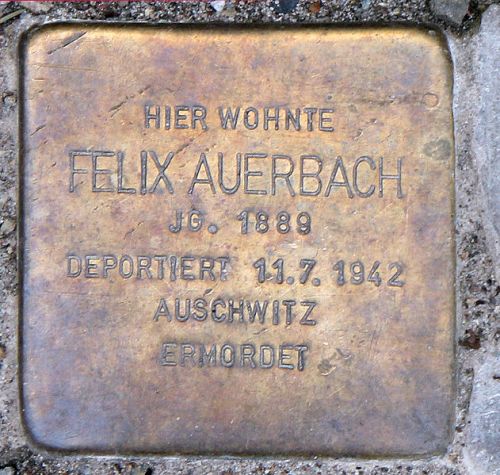 HIER WOHNTE
FELIX AUERBACH
JG. 1889
DEPORTIERT 11.7.1942
AUSCHWITZ
ERMORDET